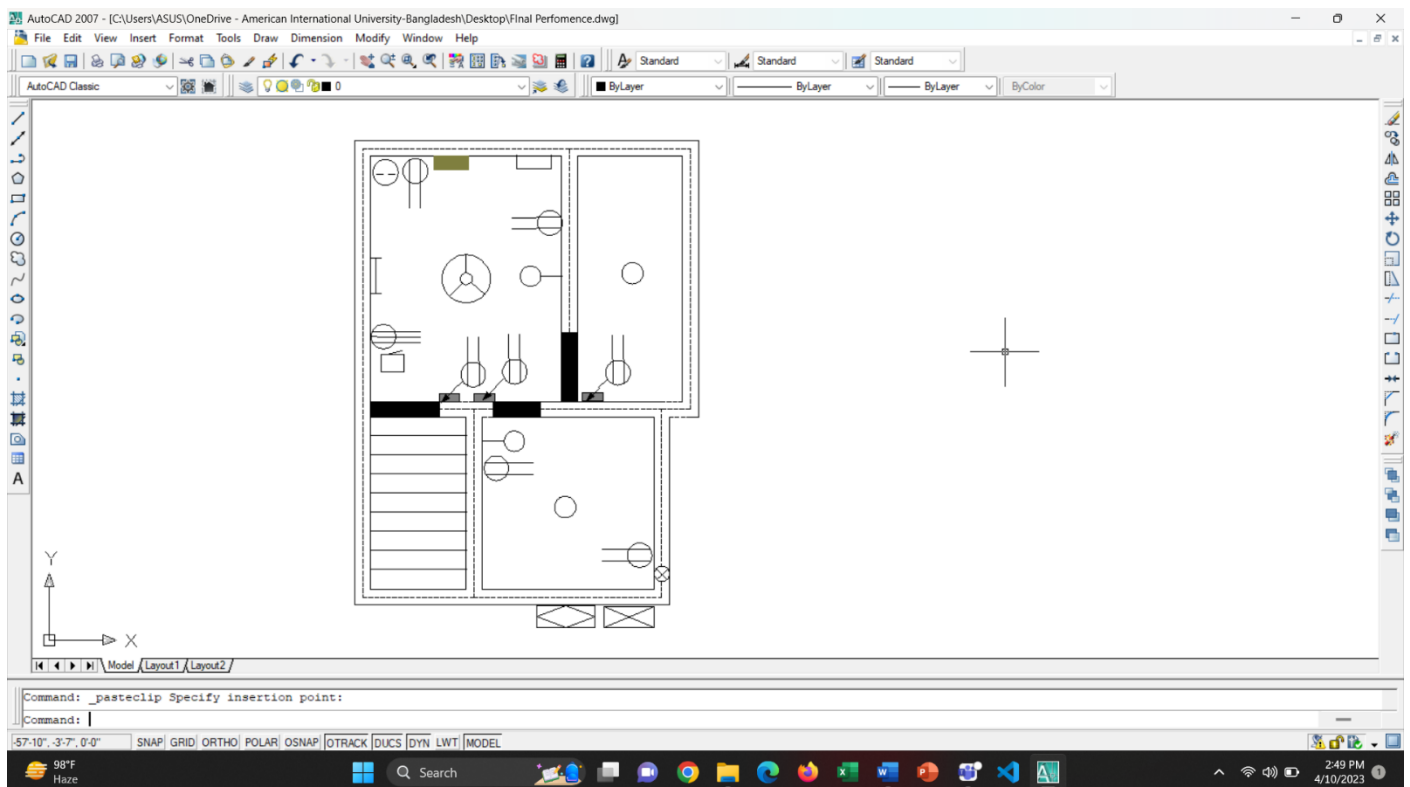 AutoCAD 2007 - [C:\Users\ASUS\OneDrive - American International University-Bangladesh\Desktop\FInal Perfomence.dwg]
File Edit View Insert Format Tools Draw Dimension Modify Window Help
Standard Standard Standard
AutoCAD Classic 0 ByLayer ByLayer ByLayer ByColor
A
Y
X
Model Layout1 Layout2
Command: _pasteclip Specify insertion point:
Command:
-57'-10", -3'-7", 0'-0" SNAP GRID ORTHO POLAR OSNAP OTRACK DUCS DYN LWT MODEL
98°F
Haze
Search
2:49 PM
4/10/2023
1